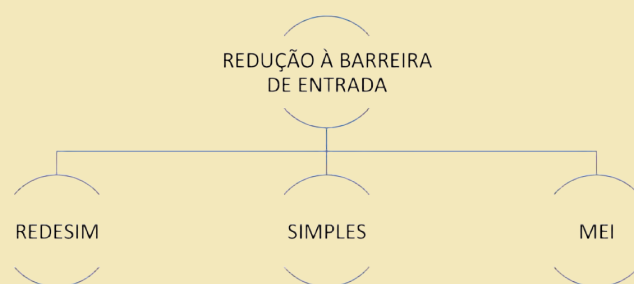 REDUÇÃO À BARREIRA
DE ENTRADA
REDESIM
SIMPLES
MEI